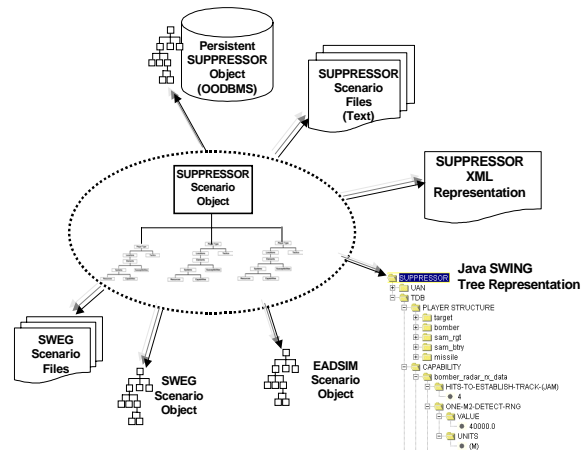 Persistent
SUPPRESSOR
Object
(OODBMS)
SUPPRESSOR
Scenario
Files
(Text)
SUPPRESSOR
XML
Representation
SUPPRESSOR
Scenario
Object
Java SWING
Tree Representation
SUPPRESSOR
UAN
TDB
PLAYER STRUCTURE
target
bomber
sam_rgt
sam_btry
missile
CAPABILITY
bomber_radar_rx_data
HITS-TO-ESTABLISH-TRACK-(JAM)
4
ONE-M2-DETECT-RNG
VALUE
40000.0
UNITS
(M)
SWEG
Scenario
Files
SWEG
Scenario
Object
EADSIM
Scenario
Object